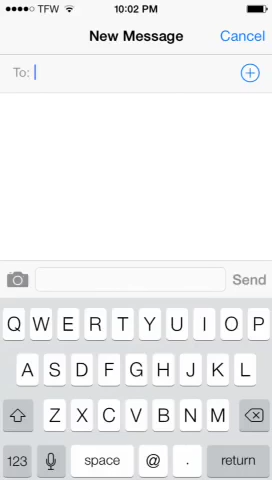 TFW 10:02 PM
New Message Cancel
To:
Send
Q W E R T Y U I O P
A S D F G H J K L
Z X C V B N M
123 space @ . return